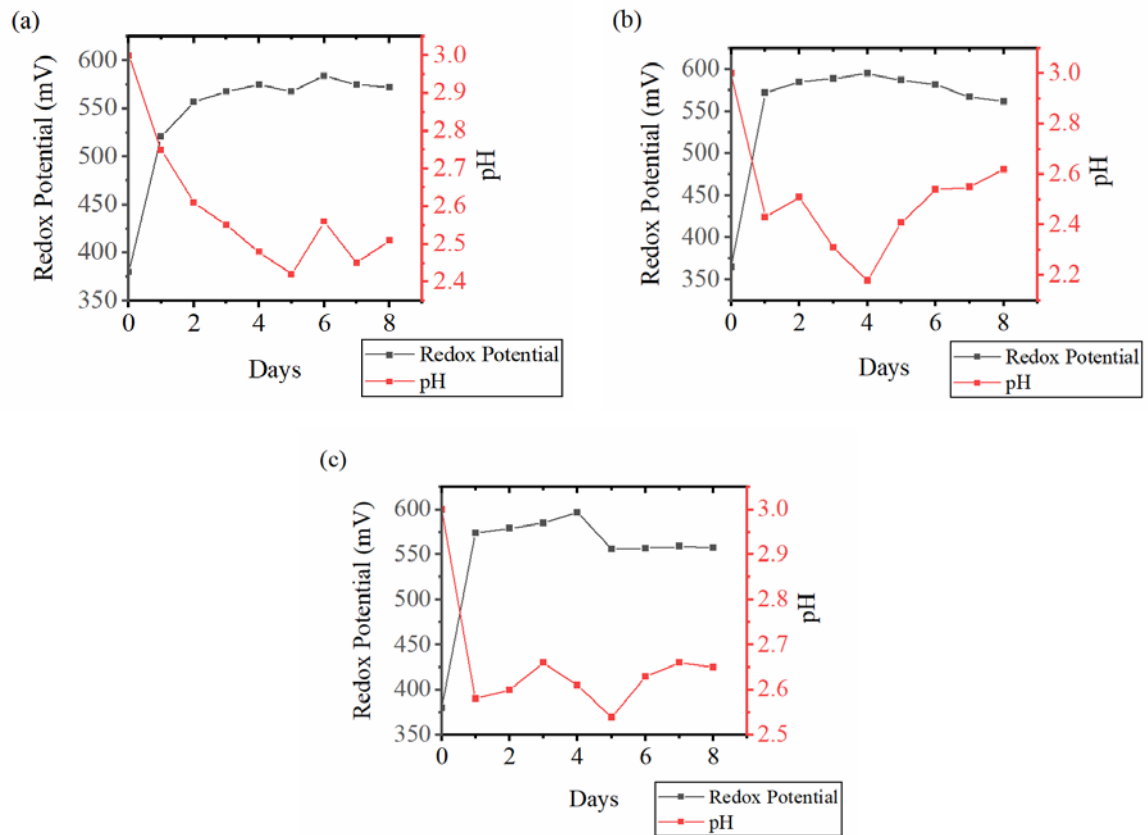 (a)
600
550
500
450
400
350
Redox Potential (mV)
3.0
2.9
2.8
2.7
2.6
2.5
2.4
pH
0 2 4 6 8
Days
Redox Potential
pH
(b)
600
550
500
450
400
350
Redox Potential (mV)
3.0
2.8
2.6
2.4
2.2
pH
0 2 4 6 8
Days
Redox Potential
pH
(c)
600
550
500
450
400
350
Redox Potential (mV)
3.0
2.9
2.8
2.7
2.6
2.5
pH
0 2 4 6 8
Days
Redox Potential
pH